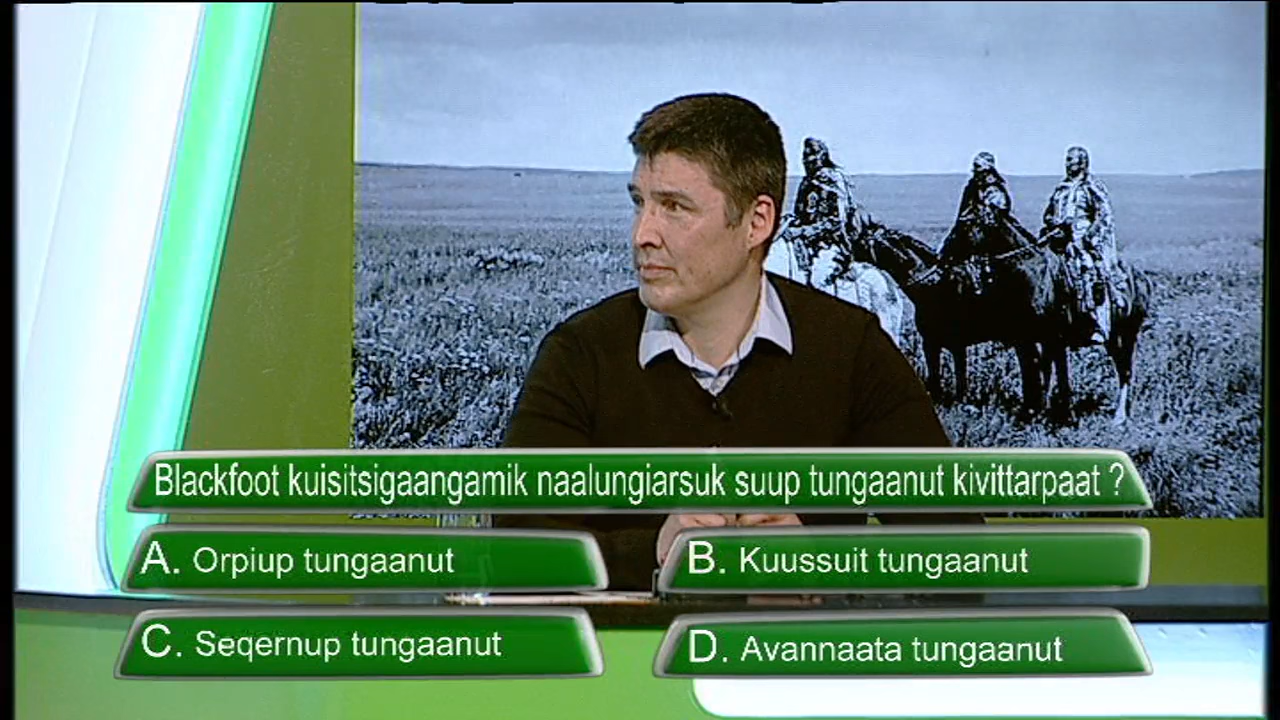 Blackfoot kuisitsigaangamik naalungiarsuk suup tungaanut kivittarpaat ?
A. Orpiup tungaanut
B. Kuussuit tungaanut
C. Seqernup tungaanut
D. Avannaata tungaanut